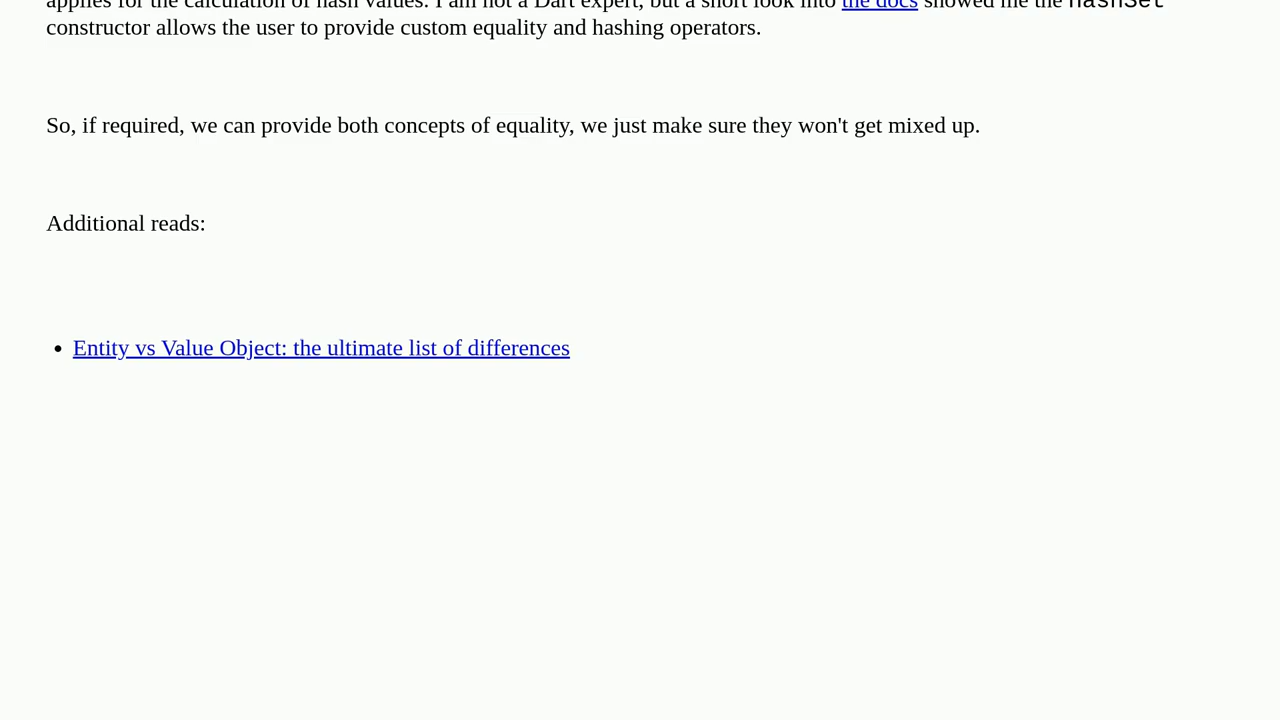 applies for the calculation of hash values. I am not a Dart expert, but a short look into the docs showed me the HashSet
constructor allows the user to provide custom equality and hashing operators.
So, if required, we can provide both concepts of equality, we just make sure they won't get mixed up.
Additional reads:
• Entity vs Value Object: the ultimate list of differences